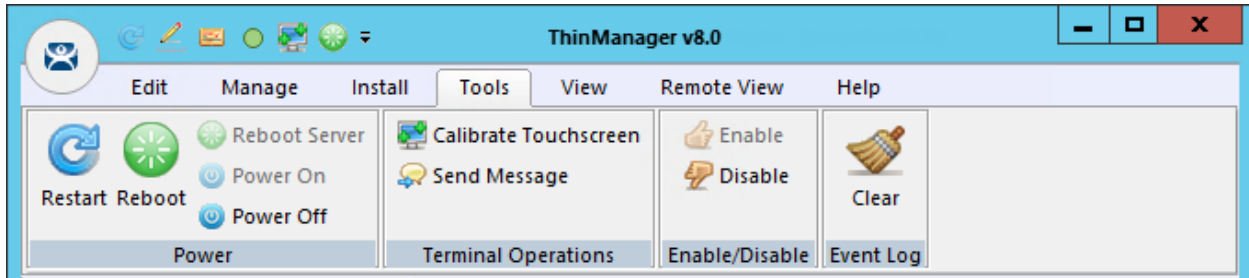 ThinManager v8.0
Edit Manage Install Tools View Remote View Help
Restart
Reboot
Reboot Server
Power On
Power Off
Power
Calibrate Touchscreen
Send Message
Terminal Operations
Enable
Disable
Enable/Disable
Clear
Event Log